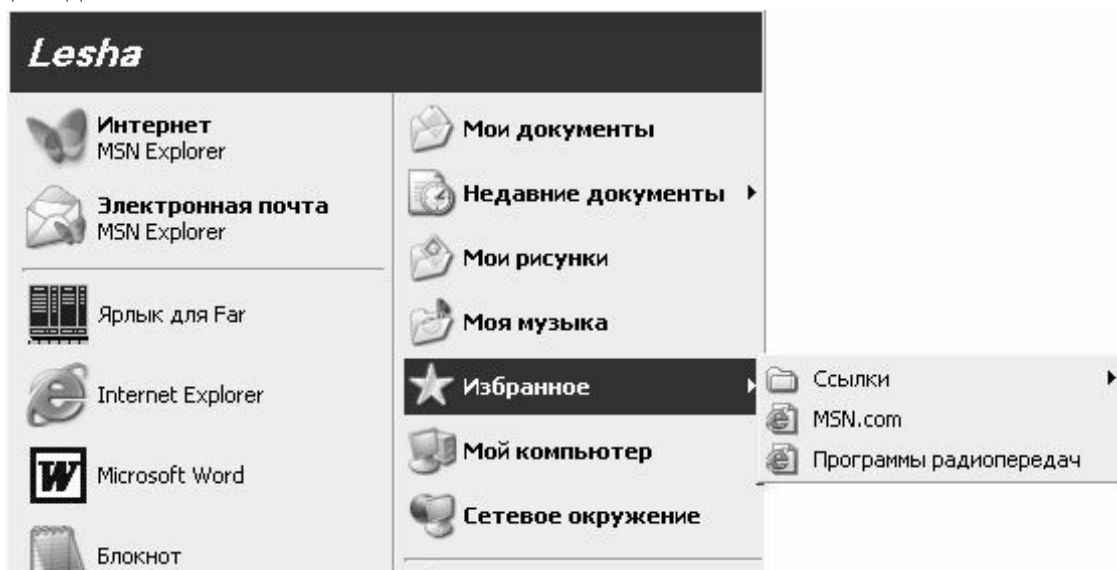 Lesha
Интернет
MSN Explorer
Электронная почта
MSN Explorer
Ярлык для Far
Internet Explorer
Microsoft Word
Блокнот
Мои документы
Недавние документы
Мои рисунки
Моя музыка
Избранное
Мой компьютер
Сетевое окружение
Ссылки
MSN.com
Программы радиопередач